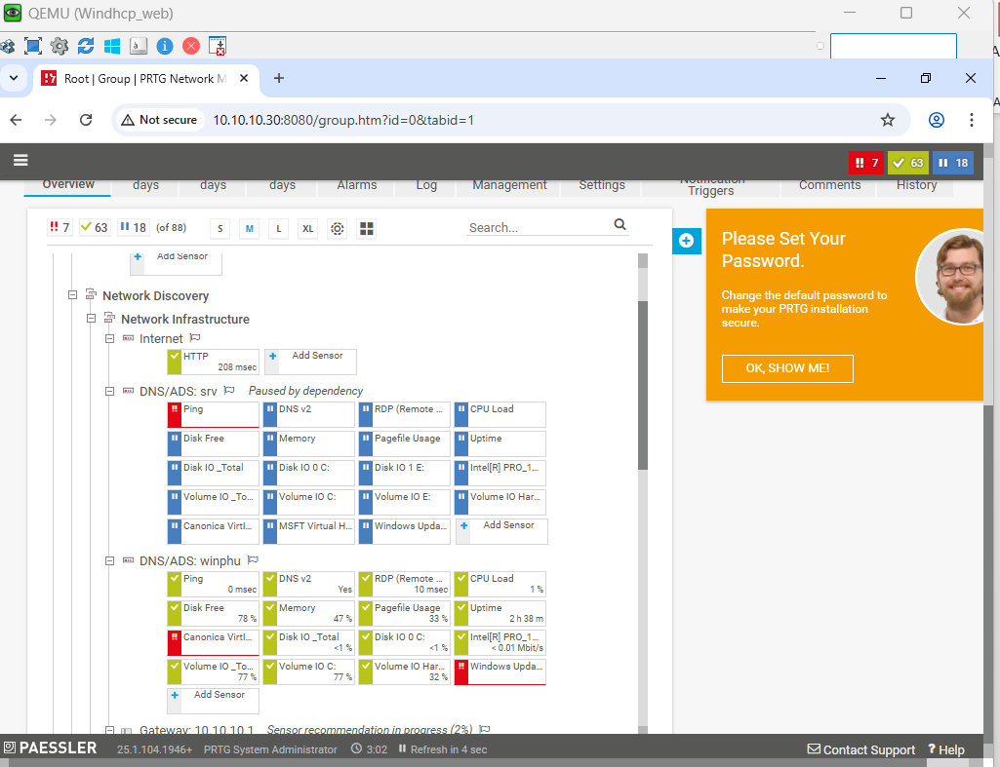 QEMU (Windhcp_web)
Root | Group | PRTG Network M
Not secure
10.10.10.30:8080/group.htm?id=0&tabid=1
7 63 18
Overview days days days Alarms Log Management Settings Notification Triggers Comments History
7 63 18 (of 88) S M L XL Search...
Add Sensor
Network Discovery
Network Infrastructure
Internet
HTTP 208 msec Add Sensor
DNS/ADS: srv Paused by dependency
Ping DNS v2 RDP (Remote ... CPU Load
Disk Free Memory Pagefile Usage Uptime
Disk IO _Total Disk IO 0 C: Disk IO 1 E: Intel[R] PRO_1...
Volume IO _To... Volume IO C: Volume IO E: Volume IO Har...
Canonica VirtI... MSFT Virtual H... Windows Upda... Add Sensor
DNS/ADS: winphu
Ping DNS v2 RDP (Remote ... CPU Load
0 msec Yes 10 msec 1 %
Disk Free Memory Pagefile Usage Uptime
78 % 47 % 33 % 2 h 38 m
Canonica VirtI... Disk IO _Total Disk IO 0 C: Intel[R] PRO_1...
<1 % <1 % < 0.01 Mbit/s
Volume IO _To... Volume IO C: Volume IO Har... Windows Upda...
77 % 77 % 32 %
Add Sensor
Gateway: 10.10.10.1 Sensor recommendation in progress (2%)
Please Set Your
Password.
Change the default password to
make your PRTG installation
secure.
OK, SHOW ME!
PAESSLER 25.1.104.1946+ PRTG System Administrator 3:02 Refresh in 4 sec Contact Support ? Help